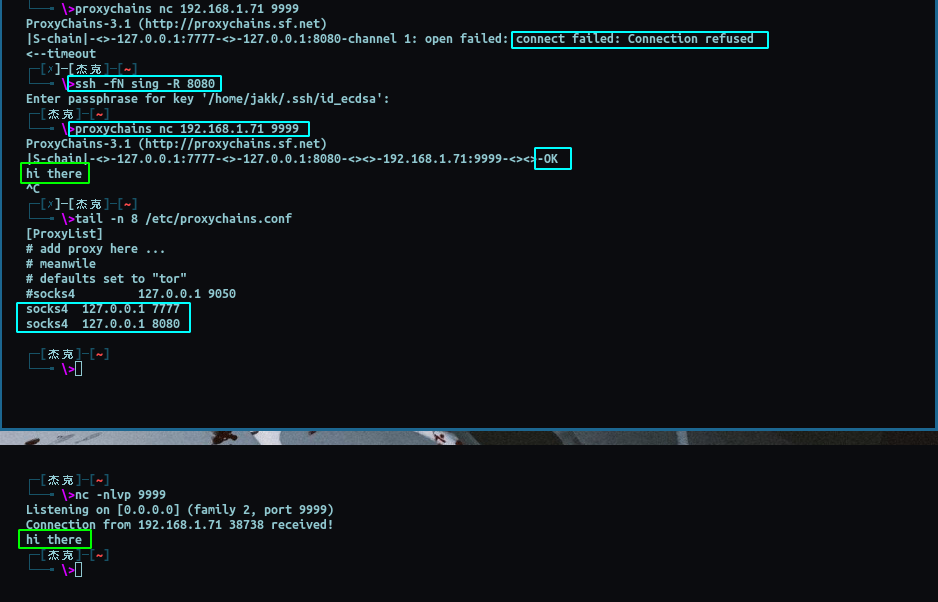 \>proxychains nc 192.168.1.71 9999
ProxyChains-3.1 (http://proxychains.sf.net)
|S-chain|-<>-127.0.0.1:7777-<>-127.0.0.1:8080-channel 1: open failed: connect failed: Connection refused
<--timeout
[✗]─[杰克]─[~]
\>ssh -fN sing -R 8080
Enter passphrase for key '/home/jakk/.ssh/id_ecdsa':
[杰克]─[~]
\>proxychains nc 192.168.1.71 9999
ProxyChains-3.1 (http://proxychains.sf.net)
|S-chain|-<>-127.0.0.1:7777-<>-127.0.0.1:8080-<><>-192.168.1.71:9999-<><>-OK
hi there
^C
[✗]─[杰克]─[~]
\>tail -n 8 /etc/proxychains.conf
[ProxyList]
# add proxy here ...
# meanwile
# defaults set to "tor"
#socks4 127.0.0.1 9050
socks4 127.0.0.1 7777
socks4 127.0.0.1 8080
[杰克]─[~]
\>
[杰克]─[~]
\>nc -nlvp 9999
Listening on [0.0.0.0] (family 2, port 9999)
Connection from 192.168.1.71 38738 received!
hi there
[杰克]─[~]
\>